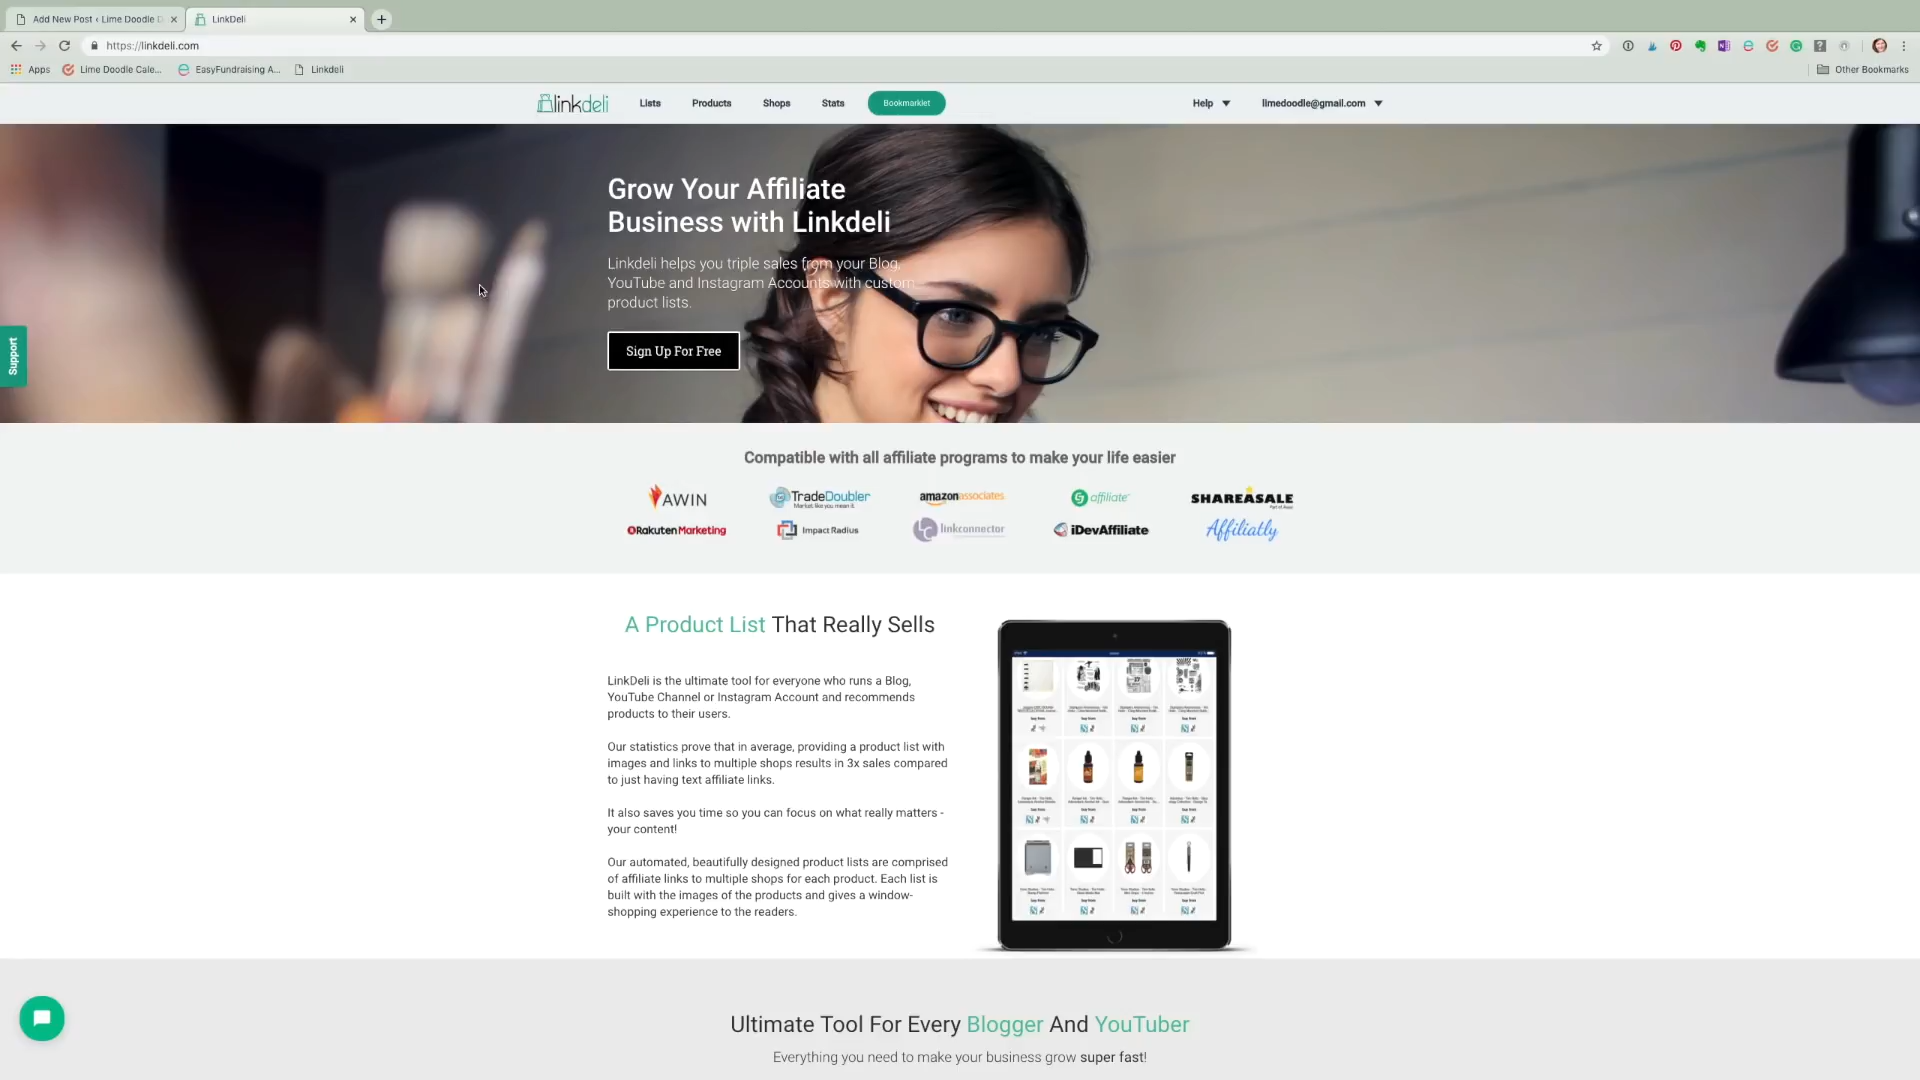 Add New Post ‹ Lime Doodle D
LinkDeli
https://linkdeli.com
Apps
Lime Doodle Cale...
EasyFundraising A...
Linkdeli
Other Bookmarks
linkdeli
Lists
Products
Shops
Stats
Bookmarklet
Help
limedoodle@gmail.com
Grow Your Affiliate
Business with Linkdeli
Linkdeli helps you triple sales from your Blog,
YouTube and Instagram Accounts with custom
product lists.
Sign Up For Free
Support
Compatible with all affiliate programs to make your life easier
AWIN
TradeDoubler
Market like you mean it.
amazonassociates
affiliate
SHAREASALE
Part of Awin
Rakuten Marketing
Impact Radius
LC linkconnector
iDevAffiliate
Affiliatly
A Product List That Really Sells
LinkDeli is the ultimate tool for everyone who runs a Blog,
YouTube Channel or Instagram Account and recommends
products to their users.
Our statistics prove that in average, providing a product list with
images and links to multiple shops results in 3x sales compared
to just having text affiliate links.
It also saves you time so you can focus on what really matters -
your content!
Our automated, beautifully designed product lists are comprised
of affiliate links to multiple shops for each product. Each list is
built with the images of the products and gives a window-
shopping experience to the readers.
Ultimate Tool For Every Blogger And YouTuber
Everything you need to make your business grow super fast!